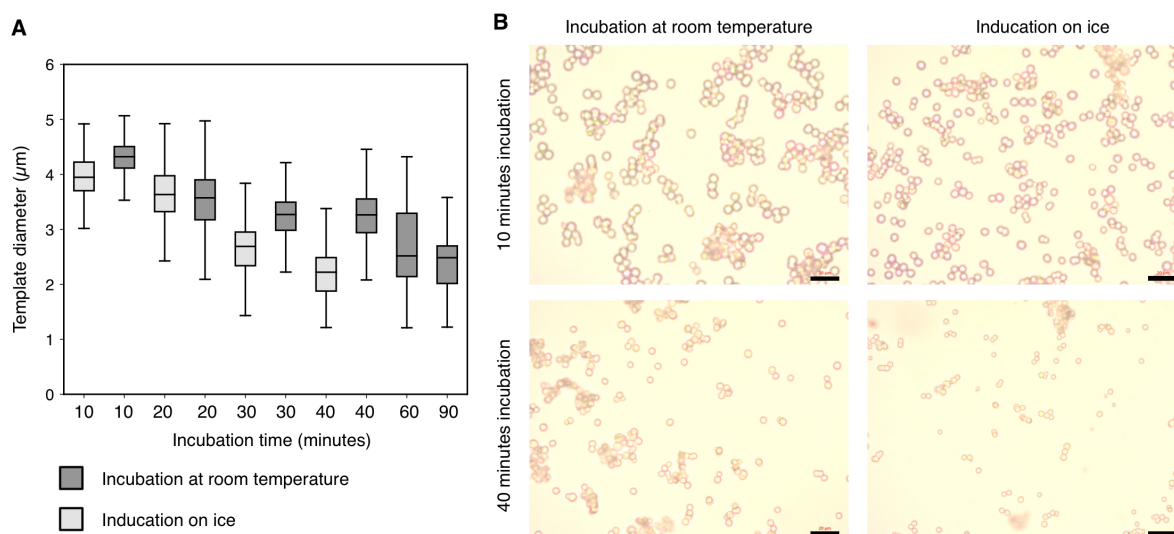 A
6
5
4
3
2
1
0
Template diameter (µm)
10 10 20 20 30 30 40 40 60 90
Incubation time (minutes)
Incubation at room temperature
Inducation on ice
B
Incubation at room temperature
Inducation on ice
10 minutes incubation
40 minutes incubation
20 µm